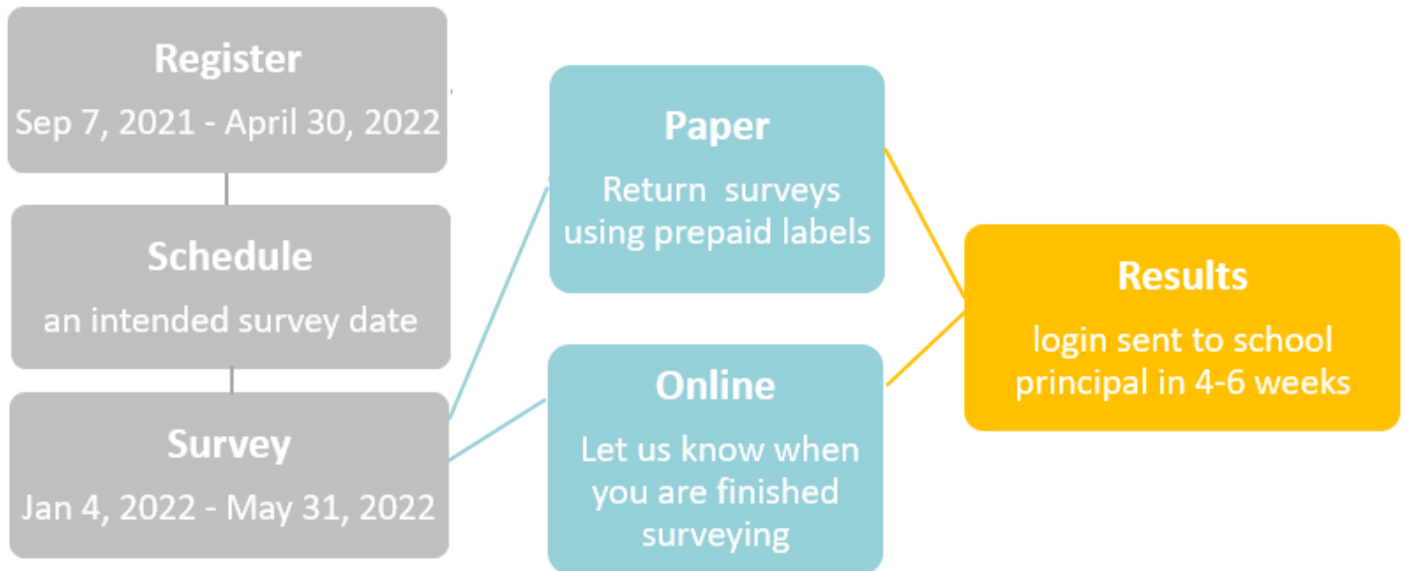 Register
Sep 7, 2021 - April 30, 2022
Schedule
an intended survey date
Survey
Jan 4, 2022 - May 31, 2022
Paper
Return surveys
using prepaid labels
Online
Let us know when
you are finished
surveying
Results
login sent to school
principal in 4-6 weeks